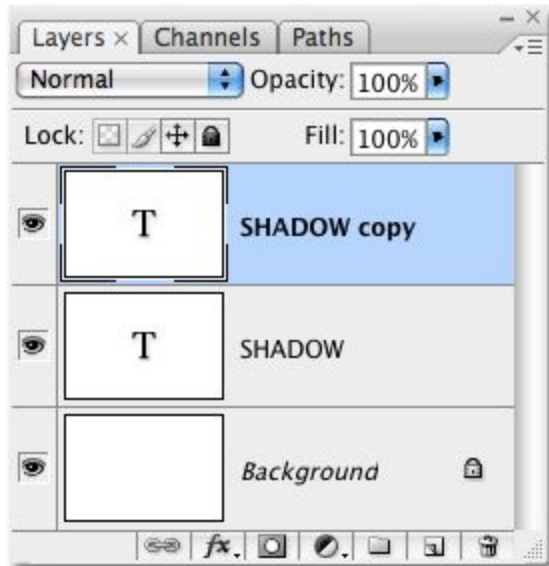 Layers × Channels Paths
Normal Opacity: 100%
Lock: Fill: 100%
T SHADOW copy
T SHADOW
Background
fx.